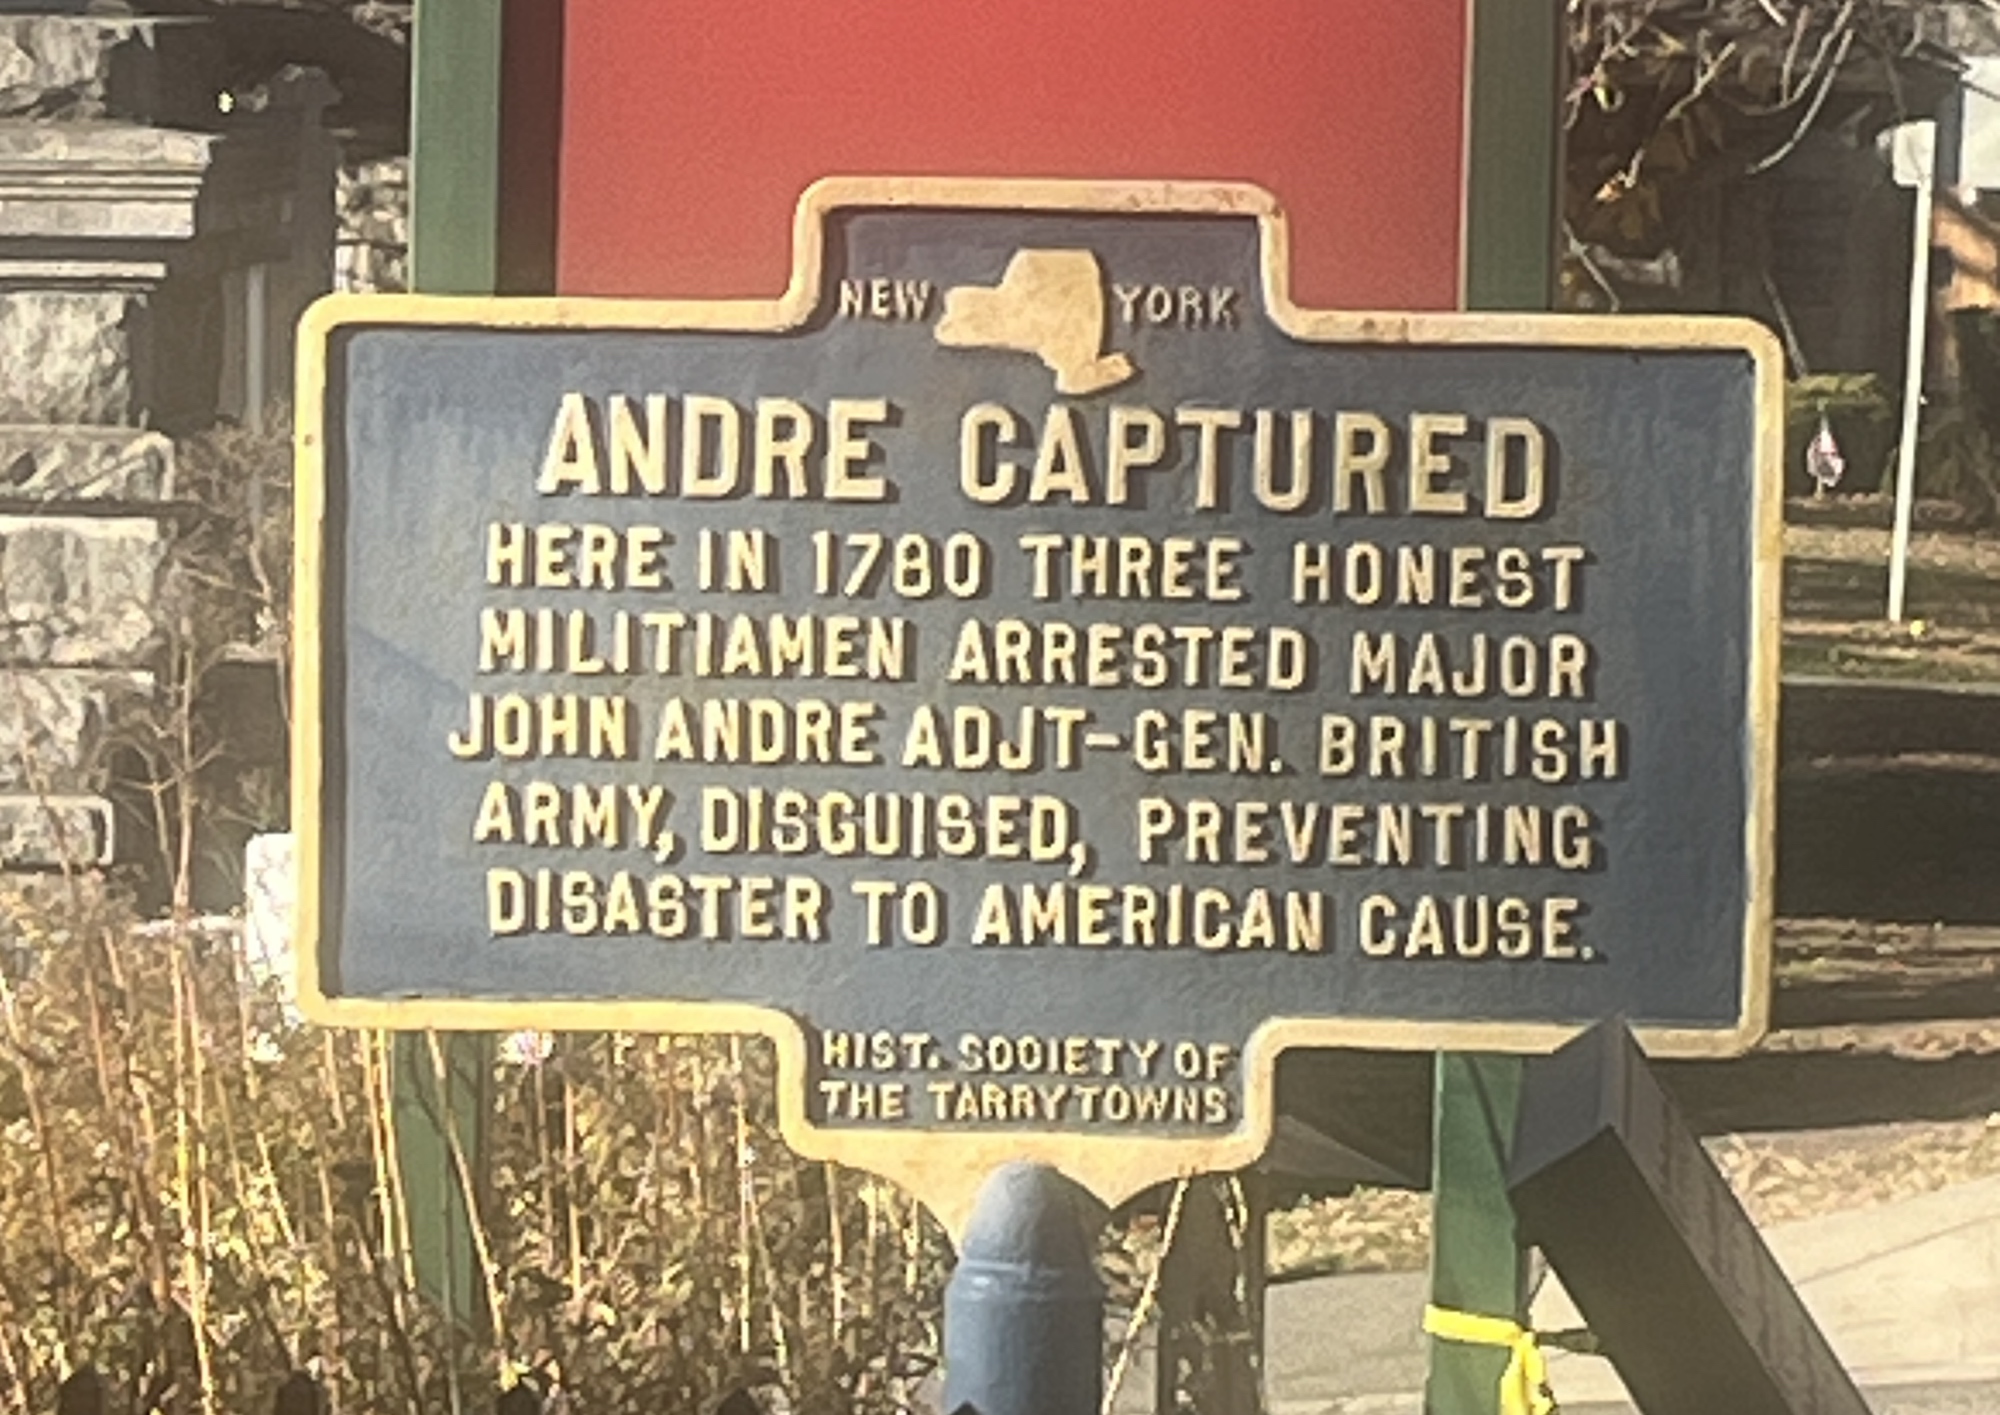 NEW YORK
ANDRE CAPTURED
HERE IN 1780 THREE HONEST
MILITIAMEN ARRESTED MAJOR
JOHN ANDRE ADJT-GEN. BRITISH
ARMY, DISGUISED, PREVENTING
DISASTER TO AMERICAN CAUSE.
HIST. SOCIETY OF
THE TARRYTOWNS